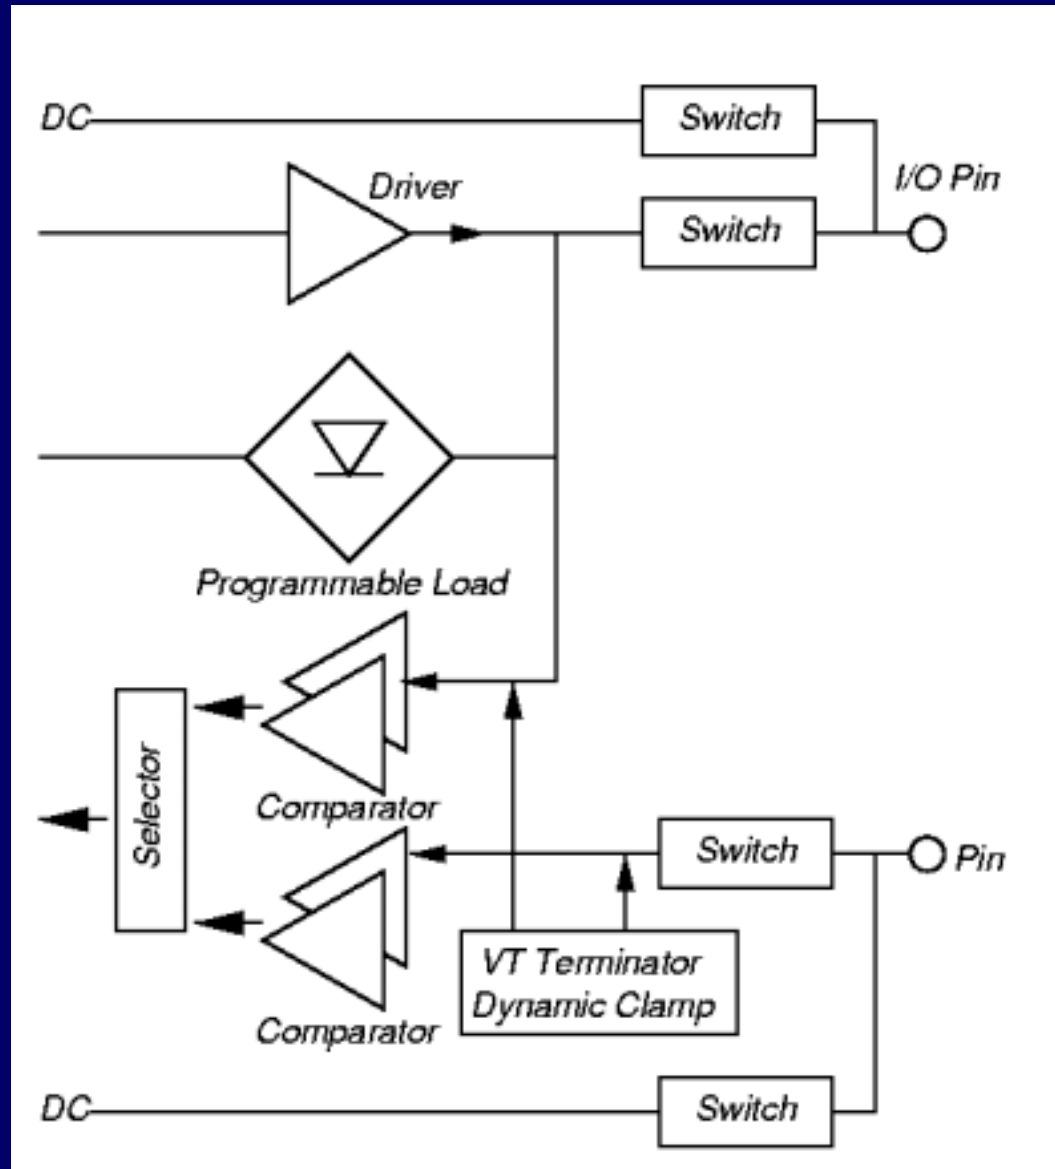 DC
Switch
Driver
I/O Pin
Switch
Programmable Load
Selector
Comparator
Switch
Pin
VT Terminator
Dynamic Clamp
Comparator
DC
Switch